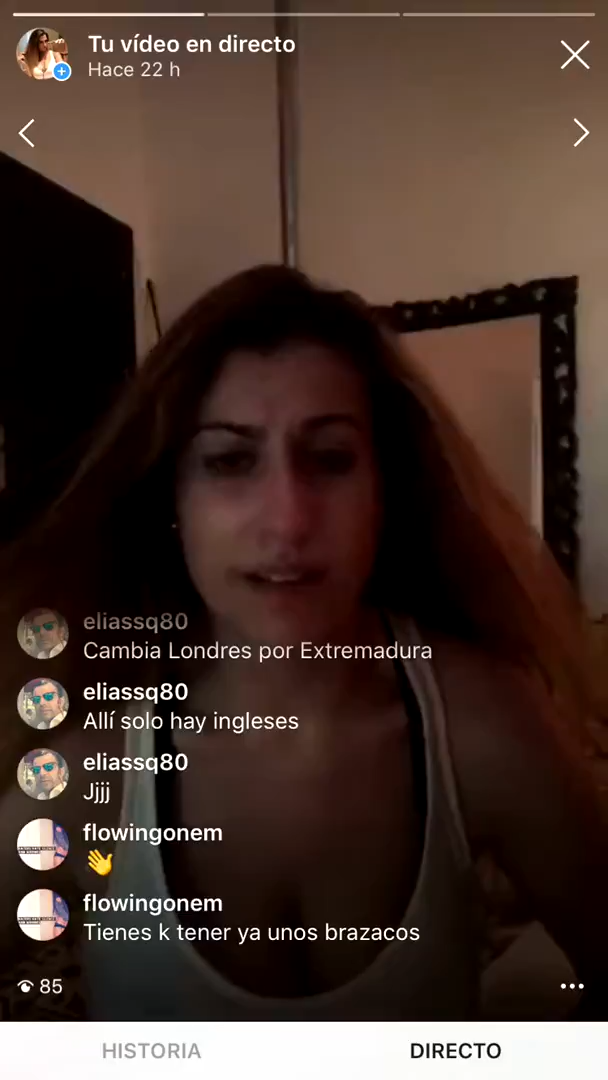 Tu vídeo en directo
Hace 22 h
eliassq80
Cambia Londres por Extremadura
eliassq80
Allí solo hay ingleses
eliassq80
Jjjj
flowingonem
👋
flowingonem
Tienes k tener ya unos brazacos
85
HISTORIA
DIRECTO